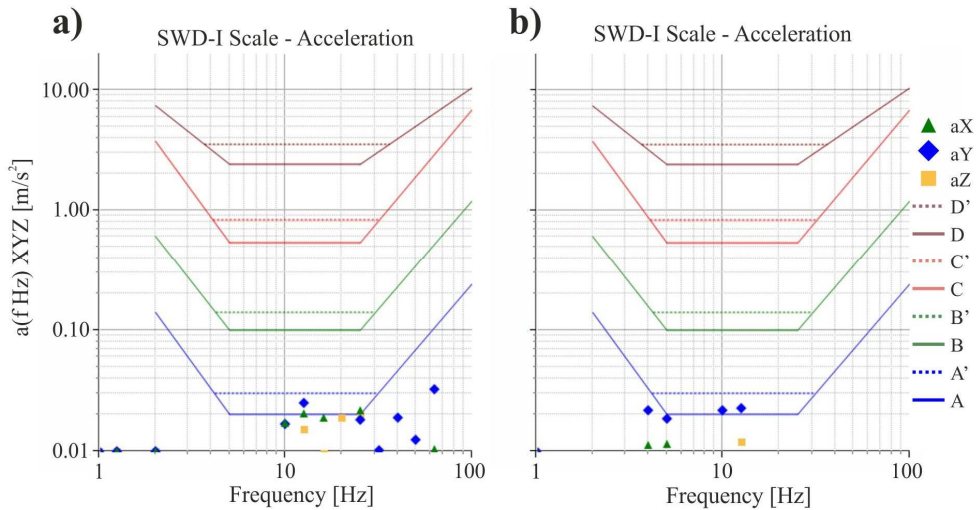 a)
SWD-I Scale - Acceleration
a(f Hz) XYZ [m/s²]
10.00
1.00
0.10
0.01
1
10
100
Frequency [Hz]
b)
SWD-I Scale - Acceleration
1
10
100
Frequency [Hz]
aX
aY
aZ
D'
D
C'
C
B'
B
A'
A